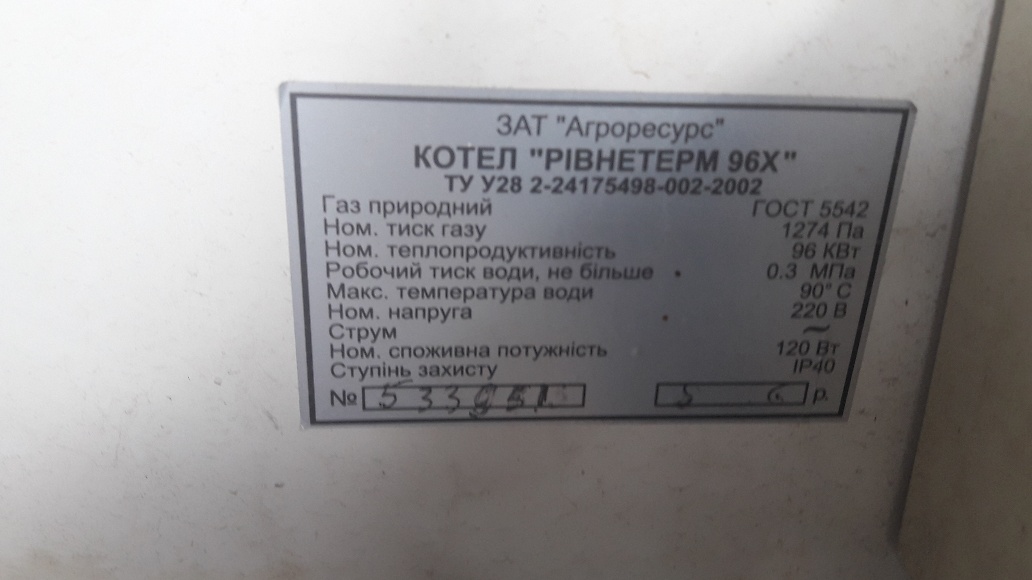 ЗАТ "Агроресурс"
КОТЕЛ "РІВНЕТЕРМ 96Х"
ТУ У28 2-24175498-002-2002
Газ природний ГОСТ 5542
Ном. тиск газу 1274 Па
Ном. теплопродуктивність 96 КВт
Робочий тиск води, не більше 0.3 МПа
Макс. температура води 90° С
Ном. напруга 220 В
Струм ~
Ном. споживна потужність 120 Вт
Ступінь захисту IP40
№ р.